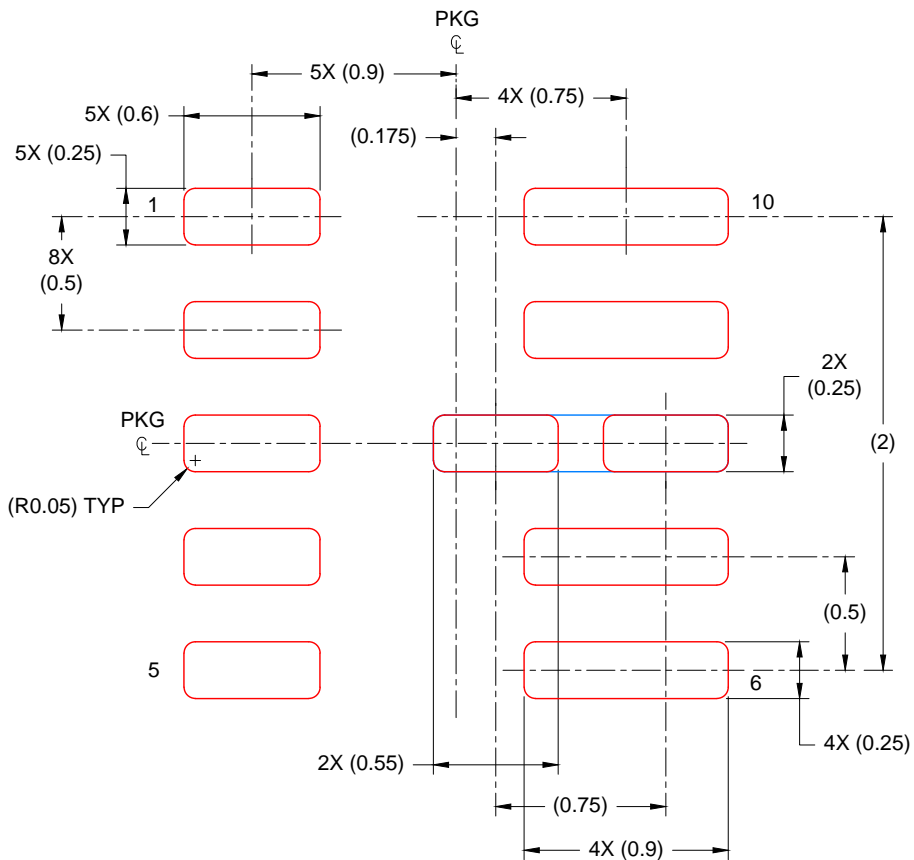 PKG
℄
5X (0.9)
4X (0.75)
5X (0.6)
(0.175)
5X (0.25)
1
10
8X
(0.5)
2X
(0.25)
PKG
℄
(2)
(R0.05) TYP
(0.5)
5
6
4X (0.25)
2X (0.55)
(0.75)
4X (0.9)